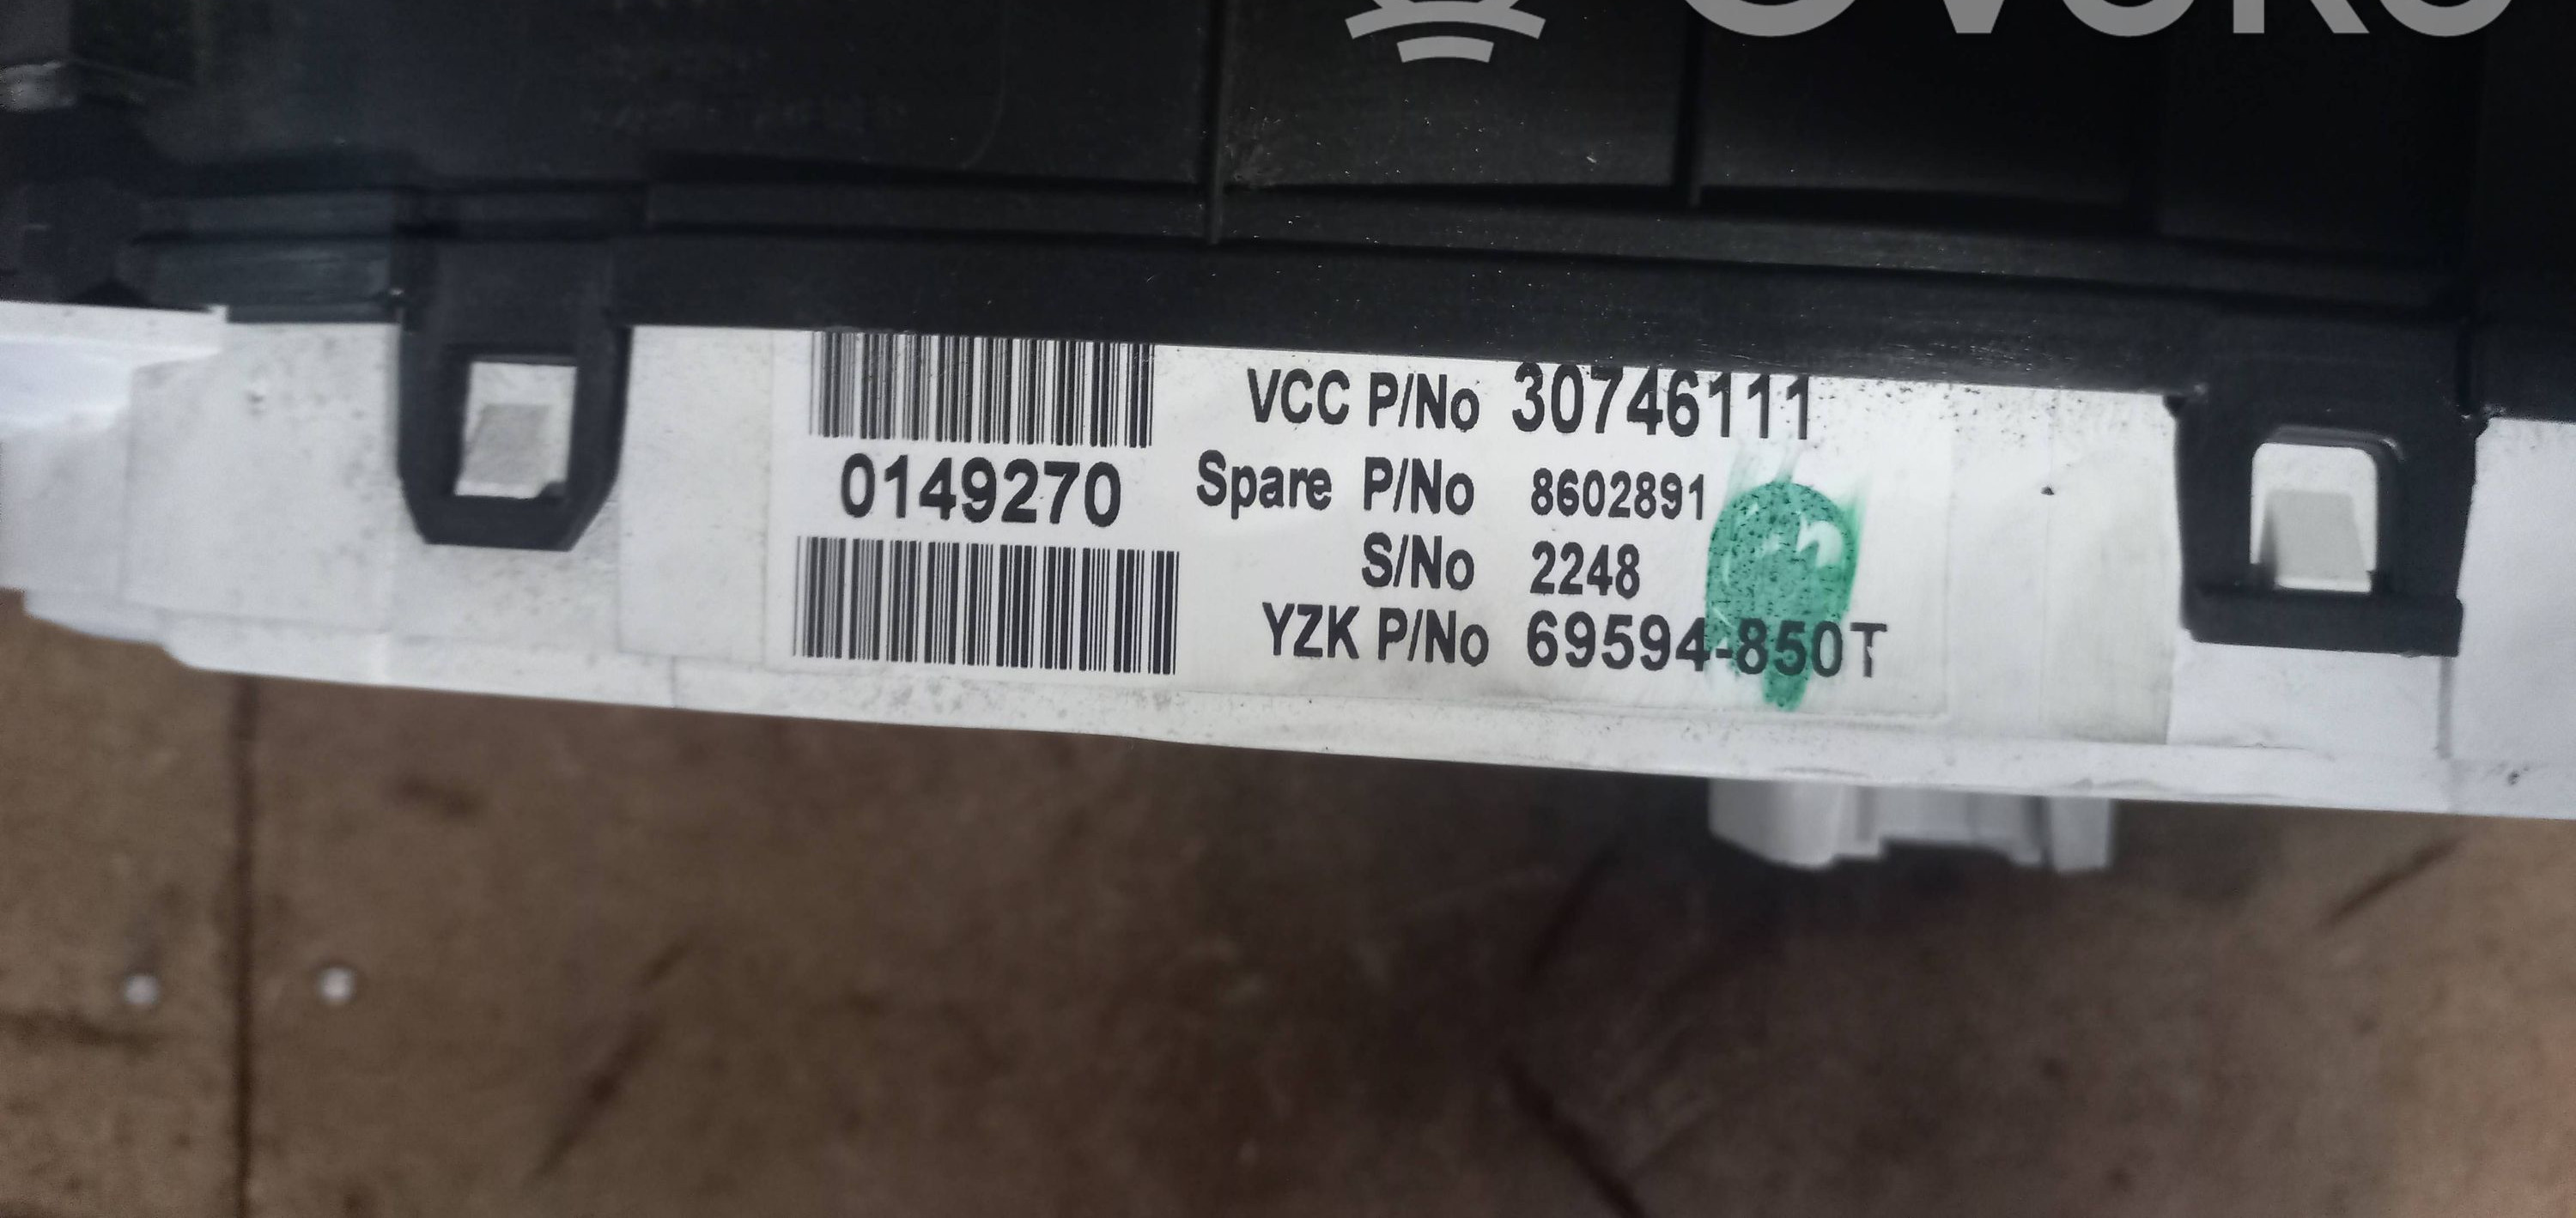 VCC P/No 30746111
0149270
Spare P/No 8602891
S/No 2248
YZK P/No 69594-850T